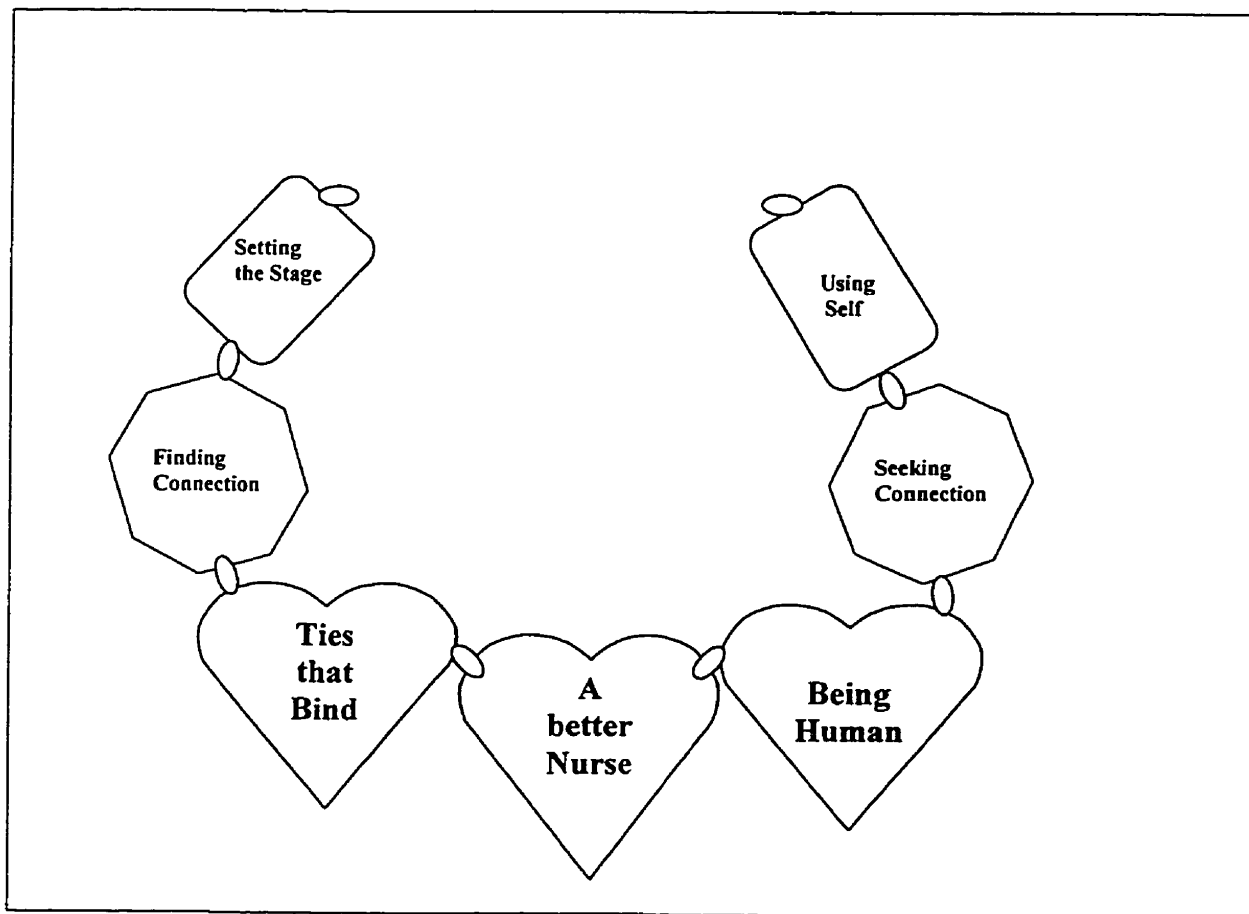 Setting
the Stage
Using
Self
Finding
Connection
Seeking
Connection
Ties
that
Bind
A
better
Nurse
Being
Human